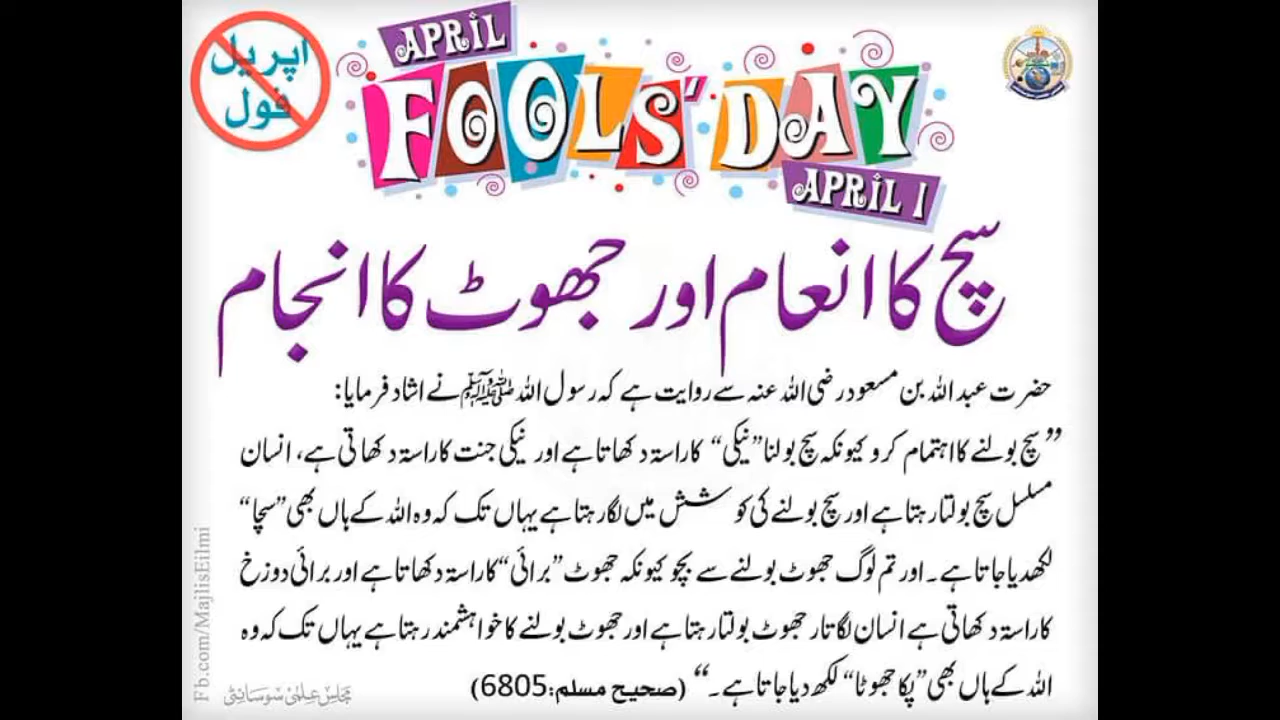 اپریل
فول
APRIL
FOOLS' DAY
APRIL 1
سچ کا انعام اور جھوٹ کا انجام
حضرت عبد اللہ بن مسعود رضی اللہ عنہ سے روایت ہے کہ رسول اللہ ﷺ نے اشاد فرمایا:
”سچ بولنے کا اہتمام کرو کیونکہ سچ بولنا ”نیکی“ کا راستہ دکھاتا ہے اور نیکی جنت کا راستہ دکھاتی ہے، انسان
مسلسل سچ بولتا رہتا ہے اور سچ بولنے کی کوشش میں لگا رہتا ہے یہاں تک کہ وہ اللہ کے ہاں بھی ”سچا“
لکھ دیا جاتا ہے۔ اور تم لوگ جھوٹ بولنے سے بچو کیونکہ جھوٹ ”برائی“ کا راستہ دکھاتا ہے اور برائی دوزخ
کا راستہ دکھاتی ہے انسان لگاتار جھوٹ بولتا رہتا ہے اور جھوٹ بولنے کا خواہشمند رہتا ہے یہاں تک کہ وہ
اللہ کے ہاں بھی ”پکا جھوٹا“ لکھ دیا جاتا ہے۔“ (صحیح مسلم:6805)
مجلس علمی سوسائٹی
Fb.com/MajlisEilmi